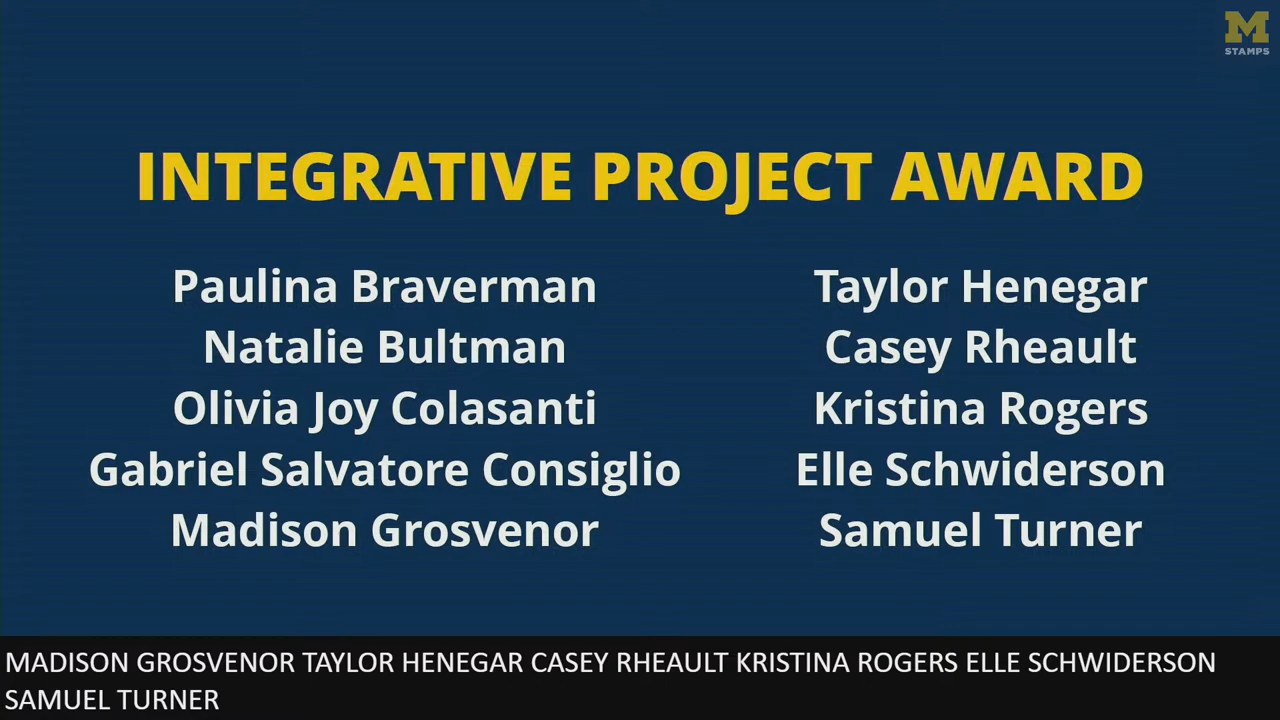 M
STAMPS
INTEGRATIVE PROJECT AWARD
Paulina Braverman
Natalie Bultman
Olivia Joy Colasanti
Gabriel Salvatore Consiglio
Madison Grosvenor
Taylor Henegar
Casey Rheault
Kristina Rogers
Elle Schwiderson
Samuel Turner
MADISON GROSVENOR TAYLOR HENEGAR CASEY RHEAULT KRISTINA ROGERS ELLE SCHWIDERSON
SAMUEL TURNER